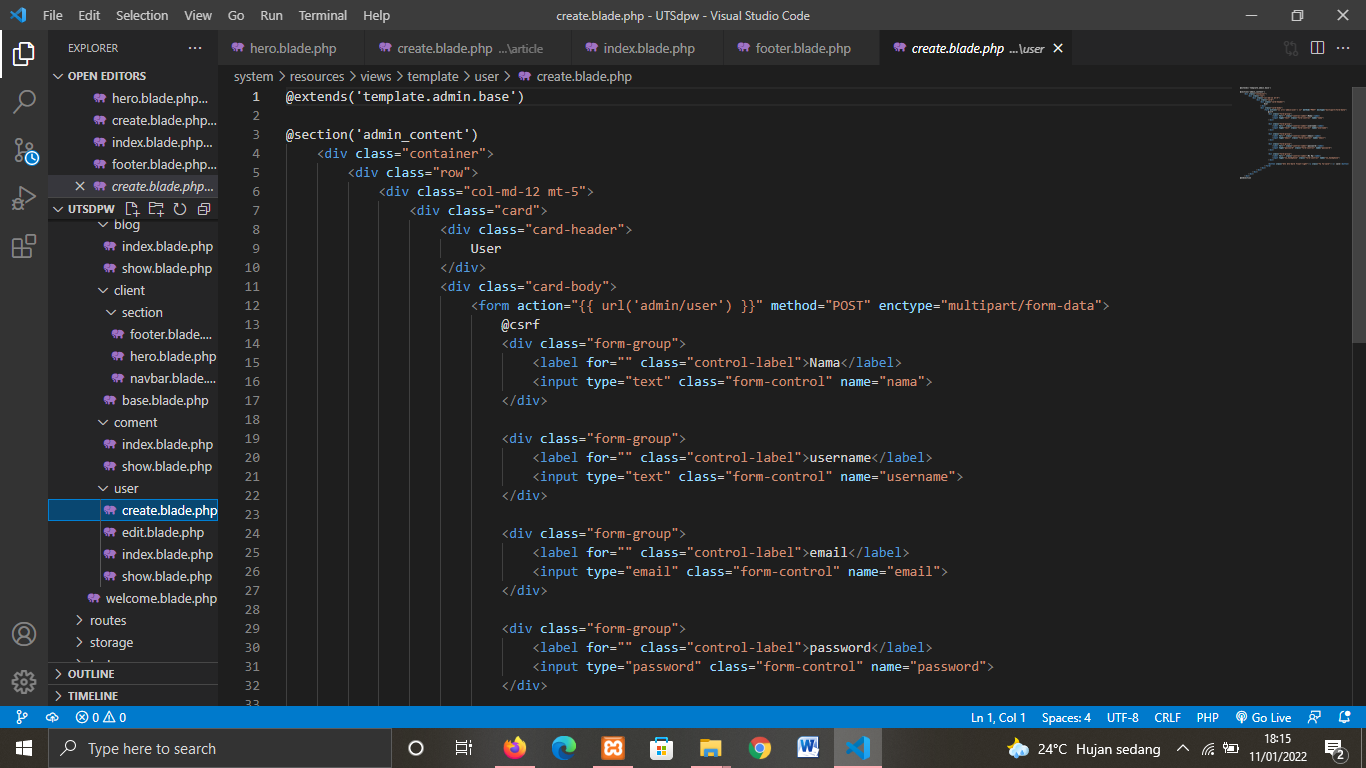 File Edit Selection View Go Run Terminal Help create.blade.php - UTSdpw - Visual Studio Code
EXPLORER ... hero.blade.php create.blade.php ...\article index.blade.php footer.blade.php create.blade.php ...\user
OPEN EDITORS
hero.blade.php...
create.blade.php...
index.blade.php...
footer.blade.php...
create.blade.php...
UTSDPW
blog
index.blade.php
show.blade.php
client
section
footer.blade....
hero.blade.php
navbar.blade....
base.blade.php
coment
index.blade.php
show.blade.php
user
create.blade.php
edit.blade.php
index.blade.php
show.blade.php
welcome.blade.php
routes
storage
OUTLINE
TIMELINE
system > resources > views > template > user > create.blade.php
1 @extends('template.admin.base')
2
3 @section('admin_content')
4 <div class="container">
5 <div class="row">
6 <div class="col-md-12 mt-5">
7 <div class="card">
8 <div class="card-header">
9 User
10 </div>
11 <div class="card-body">
12 <form action="{{ url('admin/user') }}" method="POST" enctype="multipart/form-data">
13 @csrf
14 <div class="form-group">
15 <label for="" class="control-label">Nama</label>
16 <input type="text" class="form-control" name="nama">
17 </div>
18
19 <div class="form-group">
20 <label for="" class="control-label">username</label>
21 <input type="text" class="form-control" name="username">
22 </div>
23
24 <div class="form-group">
25 <label for="" class="control-label">email</label>
26 <input type="email" class="form-control" name="email">
27 </div>
28
29 <div class="form-group">
30 <label for="" class="control-label">password</label>
31 <input type="password" class="form-control" name="password">
32 </div>
33
0 0 Ln 1, Col 1 Spaces: 4 UTF-8 CRLF PHP Go Live
Type here to search 24°C Hujan sedang 18:15
11/01/2022 2